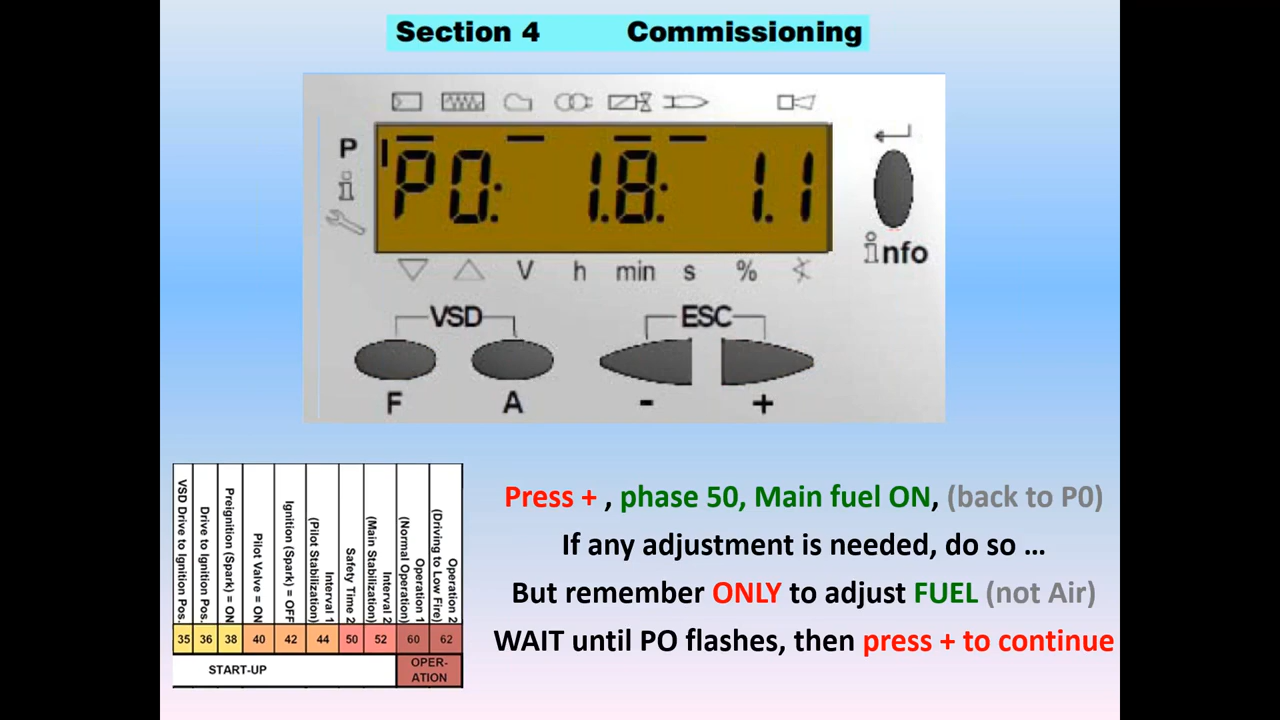 Section 4 Commissioning
P
i
P0: 1.8: 1.1
info
V h min s %
VSD ESC
F A - +
VSD Drive to Ignition Pos.
Drive to Ignition Pos.
Preignition (Spark) = ON
Pilot Valve = ON
Ignition (Spark) = OFF
Interval 1
(Pilot Stabilization)
Safety Time 2
Interval 2
(Main Stabilization)
Operation 1
(Normal Operation)
Operation 2
(Driving to Low Fire)
35 36 38 40 42 44 50 52 60 62
START-UP
OPER-
ATION
Press + , phase 50, Main fuel ON, (back to P0)
If any adjustment is needed, do so ...
But remember ONLY to adjust FUEL (not Air)
WAIT until PO flashes, then press + to continue